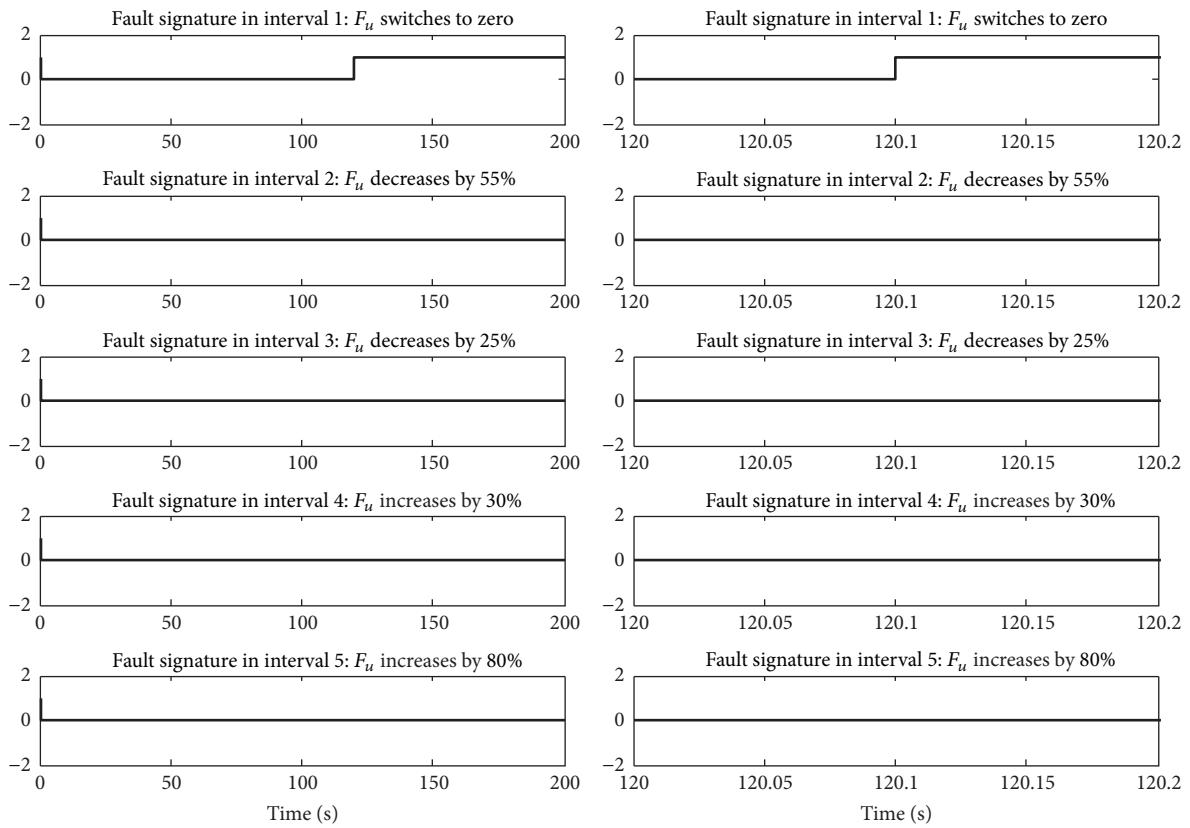 Fault signature in interval 1: F_u switches to zero
2
0
−2
0 50 100 150 200
Fault signature in interval 2: F_u decreases by 55%
2
0
−2
0 50 100 150 200
Fault signature in interval 3: F_u decreases by 25%
2
0
−2
0 50 100 150 200
Fault signature in interval 4: F_u increases by 30%
2
0
−2
0 50 100 150 200
Fault signature in interval 5: F_u increases by 80%
2
0
−2
0 50 100 150 200
Time (s)
Fault signature in interval 1: F_u switches to zero
2
0
−2
120 120.05 120.1 120.15 120.2
Fault signature in interval 2: F_u decreases by 55%
2
0
−2
120 120.05 120.1 120.15 120.2
Fault signature in interval 3: F_u decreases by 25%
2
0
−2
120 120.05 120.1 120.15 120.2
Fault signature in interval 4: F_u increases by 30%
2
0
−2
120 120.05 120.1 120.15 120.2
Fault signature in interval 5: F_u increases by 80%
2
0
−2
120 120.05 120.1 120.15 120.2
Time (s)